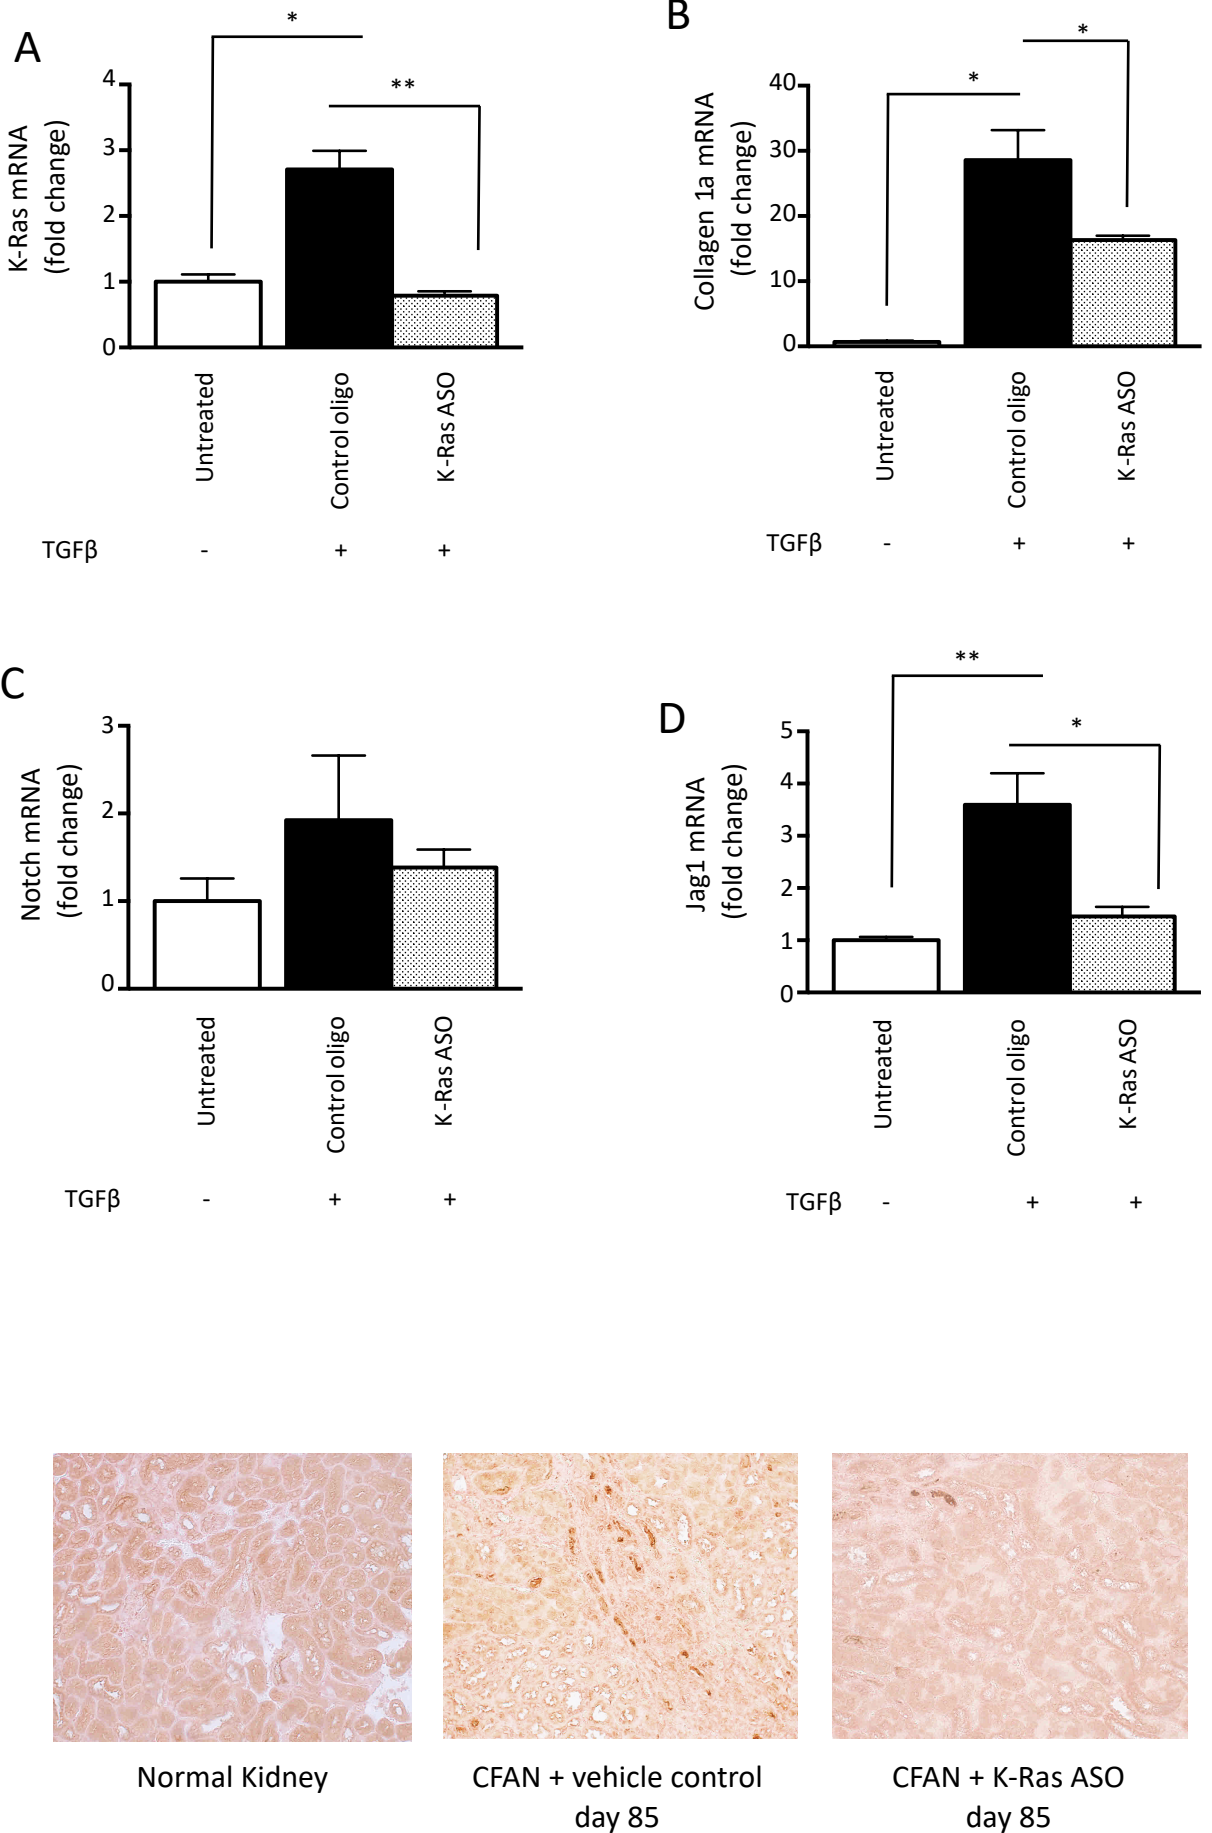 A
*
**
K-Ras mRNA
(fold change)
4
3
2
1
0
Untreated
Control oligo
K-Ras ASO
TGFβ - + +
B
*
*
Collagen 1a mRNA
(fold change)
40
30
20
10
0
Untreated
Control oligo
K-Ras ASO
TGFβ - + +
C
Notch mRNA
(fold change)
3
2
1
0
Untreated
Control oligo
K-Ras ASO
TGFβ - + +
D
**
*
Jag1 mRNA
(fold change)
5
4
3
2
1
0
Untreated
Control oligo
K-Ras ASO
TGFβ - + +
Normal Kidney
CFAN + vehicle control
day 85
CFAN + K-Ras ASO
day 85